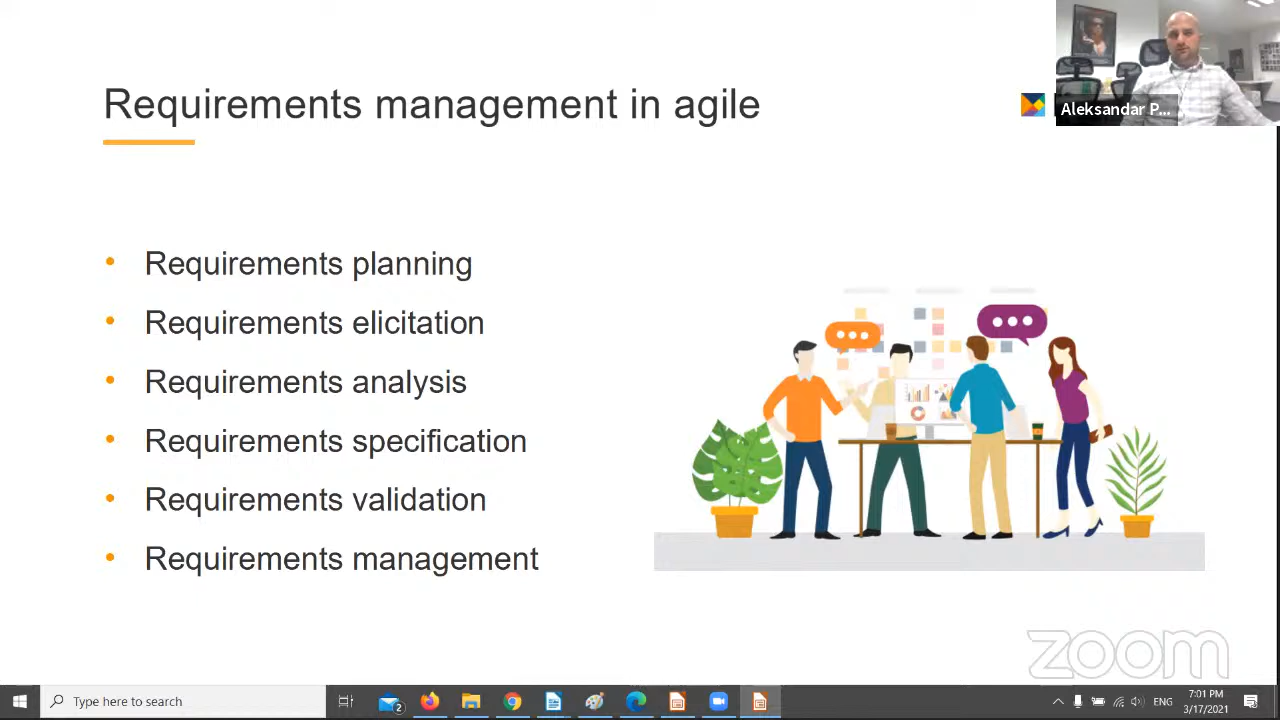 Requirements management in agile
Aleksandar P...
• Requirements planning
• Requirements elicitation
• Requirements analysis
• Requirements specification
• Requirements validation
• Requirements management
zoom
Type here to search
2
ENG
7:01 PM
3/17/2021